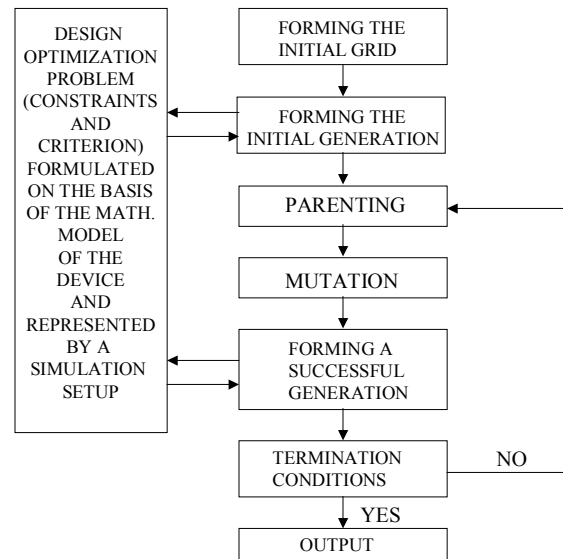 DESIGN
OPTIMIZATION
PROBLEM
(CONSTRAINTS
AND
CRITERION)
FORMULATED
ON THE BASIS
OF THE MATH.
MODEL
OF THE
DEVICE
AND
REPRESENTED
BY A
SIMULATION
SETUP
FORMING THE
INITIAL GRID
FORMING THE
INITIAL GENERATION
PARENTING
MUTATION
FORMING A
SUCCESSFUL
GENERATION
TERMINATION
CONDITIONS
NO
YES
OUTPUT